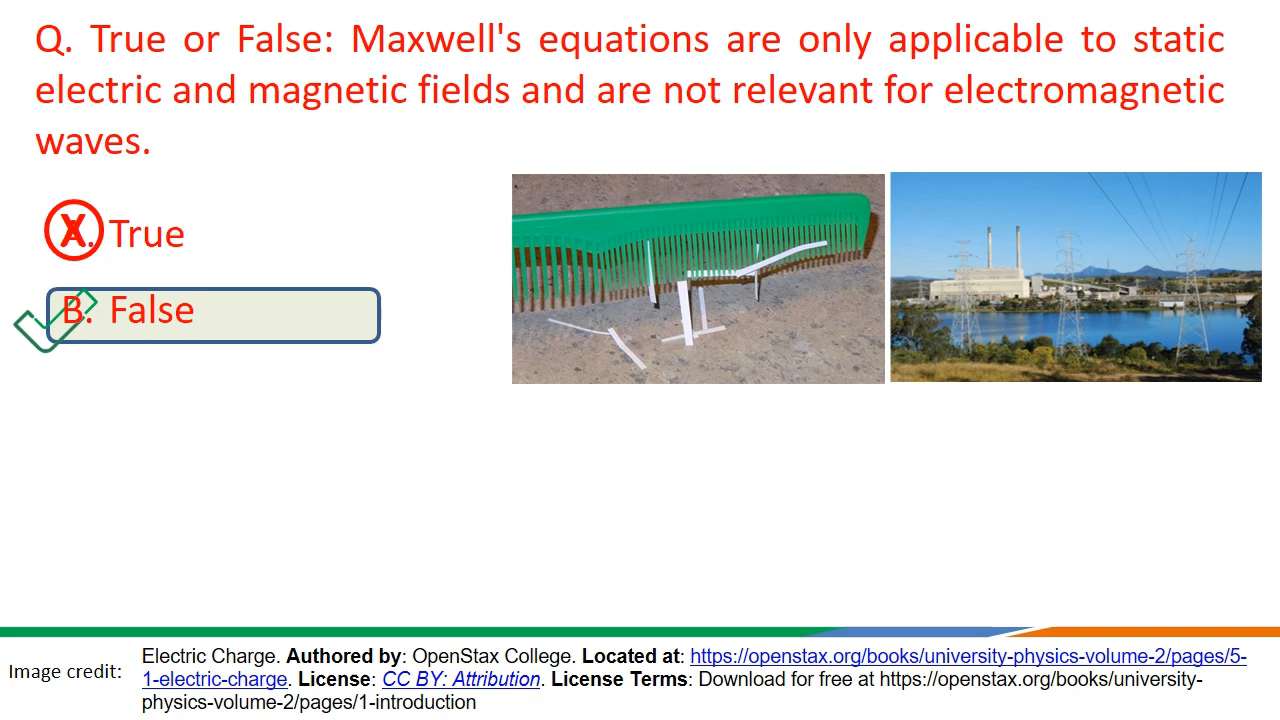 Q. True or False: Maxwell's equations are only applicable to static
electric and magnetic fields and are not relevant for electromagnetic
waves.
A. True
B. False
Image credit:
Electric Charge. Authored by: OpenStax College. Located at: https://openstax.org/books/university-physics-volume-2/pages/5-
1-electric-charge. License: CC BY: Attribution. License Terms: Download for free at https://openstax.org/books/university-
physics-volume-2/pages/1-introduction